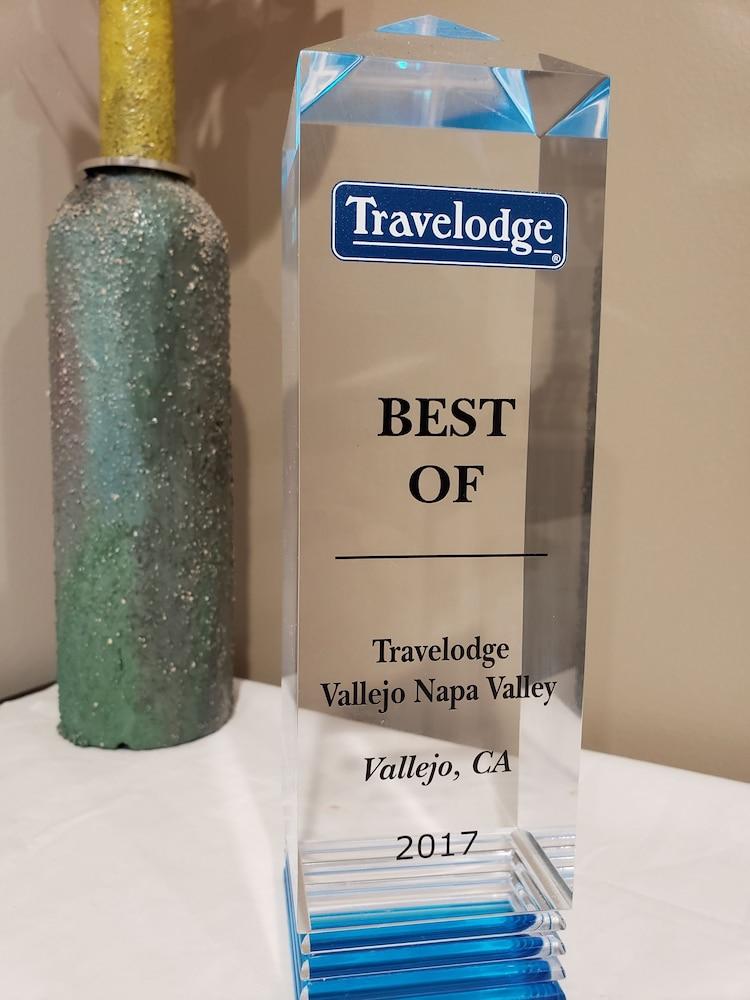 Travelodge®
BEST
OF
Travelodge
Vallejo Napa Valley
Vallejo, CA
2017